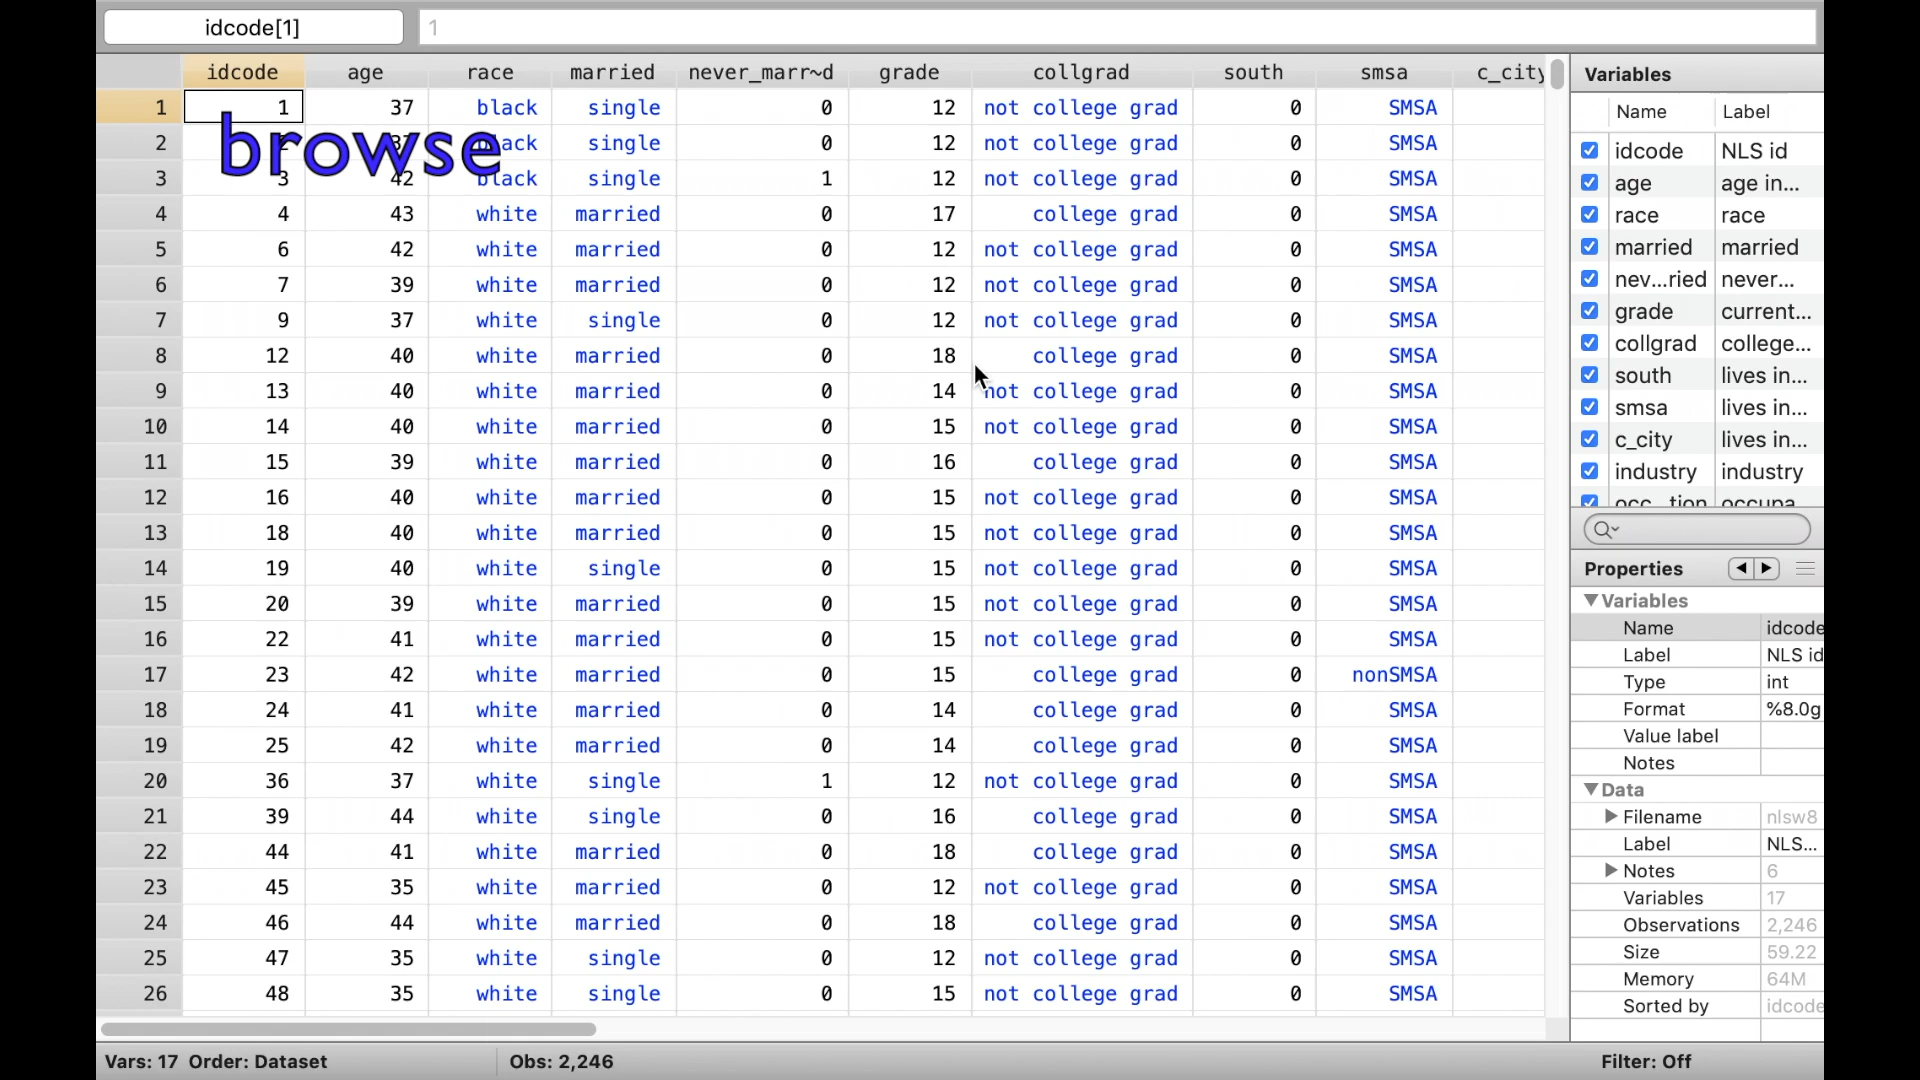 idcode[1] 1
idcode age race married never_marr~d grade collgrad south smsa c_city
1 1 37 black single 0 12 not college grad 0 SMSA
2 2 37 black single 0 12 not college grad 0 SMSA
3 3 42 black single 1 12 not college grad 0 SMSA
browse
4 4 43 white married 0 17 college grad 0 SMSA
5 6 42 white married 0 12 not college grad 0 SMSA
6 7 39 white married 0 12 not college grad 0 SMSA
7 9 37 white single 0 12 not college grad 0 SMSA
8 12 40 white married 0 18 college grad 0 SMSA
9 13 40 white married 0 14 not college grad 0 SMSA
10 14 40 white married 0 15 not college grad 0 SMSA
11 15 39 white married 0 16 college grad 0 SMSA
12 16 40 white married 0 15 not college grad 0 SMSA
13 18 40 white married 0 15 not college grad 0 SMSA
14 19 40 white single 0 15 not college grad 0 SMSA
15 20 39 white married 0 15 not college grad 0 SMSA
16 22 41 white married 0 15 not college grad 0 SMSA
17 23 42 white married 0 15 college grad 0 nonSMSA
18 24 41 white married 0 14 college grad 0 SMSA
19 25 42 white married 0 14 college grad 0 SMSA
20 36 37 white single 1 12 not college grad 0 SMSA
21 39 44 white single 0 16 college grad 0 SMSA
22 44 41 white married 0 18 college grad 0 SMSA
23 45 35 white married 0 12 not college grad 0 SMSA
24 46 44 white married 0 18 college grad 0 SMSA
25 47 35 white single 0 12 not college grad 0 SMSA
26 48 35 white single 0 15 not college grad 0 SMSA
Variables
Name Label
idcode NLS id
age age in...
race race
married married
nev...ried never...
grade current...
collgrad college...
south lives in...
smsa lives in...
c_city lives in...
industry industry
occ...tion occupa
Properties
Variables
Name idcode
Label NLS id
Type int
Format %8.0g
Value label
Notes
Data
Filename nlsw8
Label NLS...
Notes 6
Variables 17
Observations 2,246
Size 59.22
Memory 64M
Sorted by idcode
Vars: 17 Order: Dataset Obs: 2,246 Filter: Off